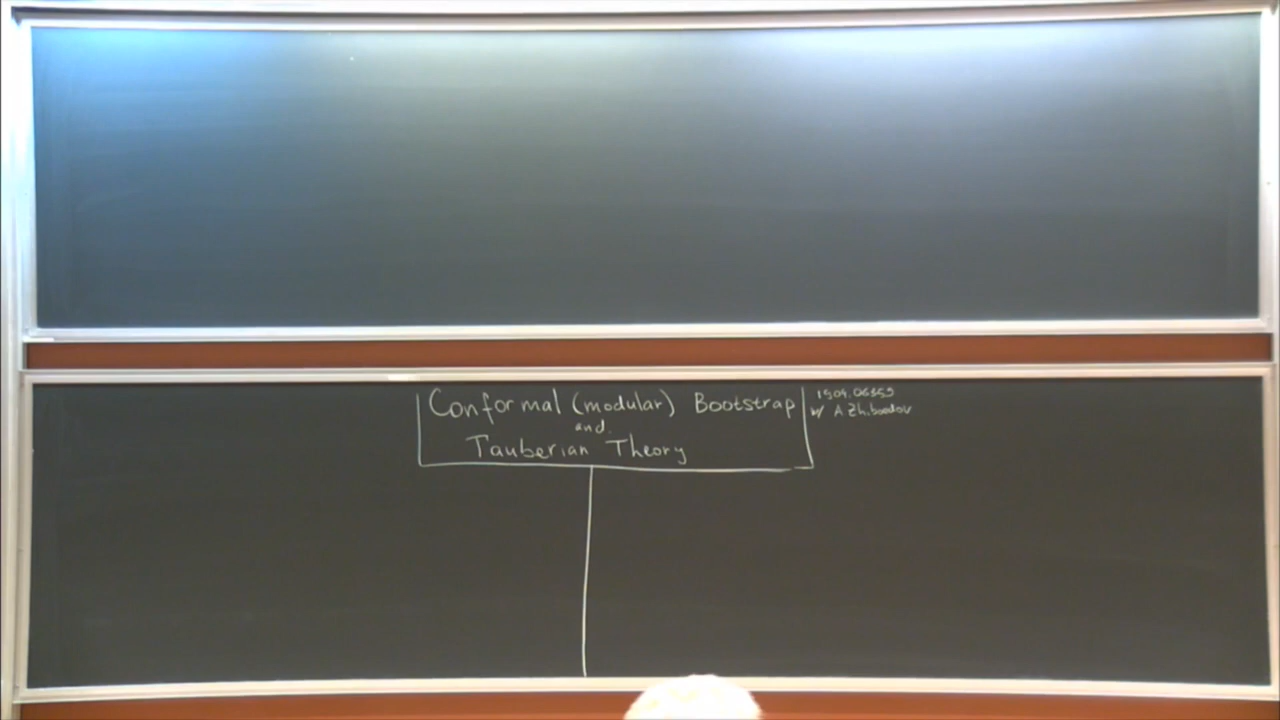 Conformal (modular) Bootstrap
and
Tauberian Theory
1904.06359
w/ A Zhiboedov